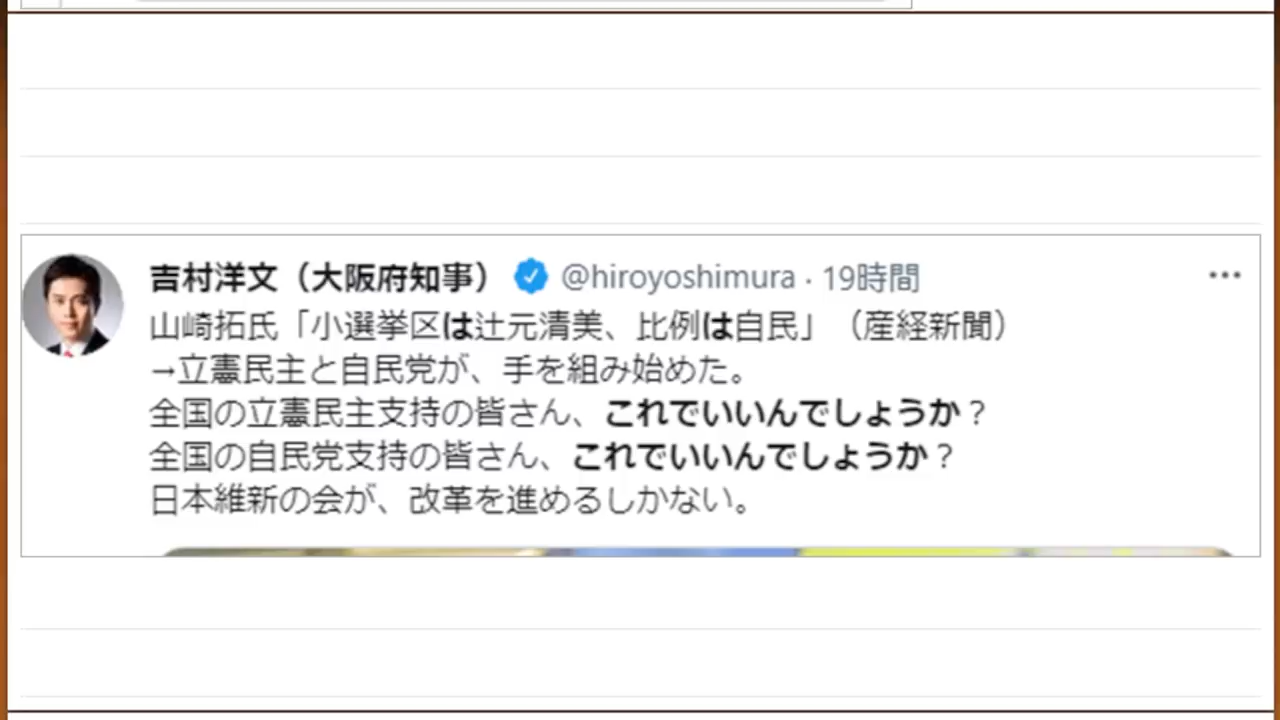 吉村洋文（大阪府知事） @hiroyoshimura · 19時間
山崎拓氏「小選挙区は辻元清美、比例は自民」（産経新聞）
→立憲民主と自民党が、手を組み始めた。
全国の立憲民主支持の皆さん、これでいいんでしょうか？
全国の自民党支持の皆さん、これでいいんでしょうか？
日本維新の会が、改革を進めるしかない。